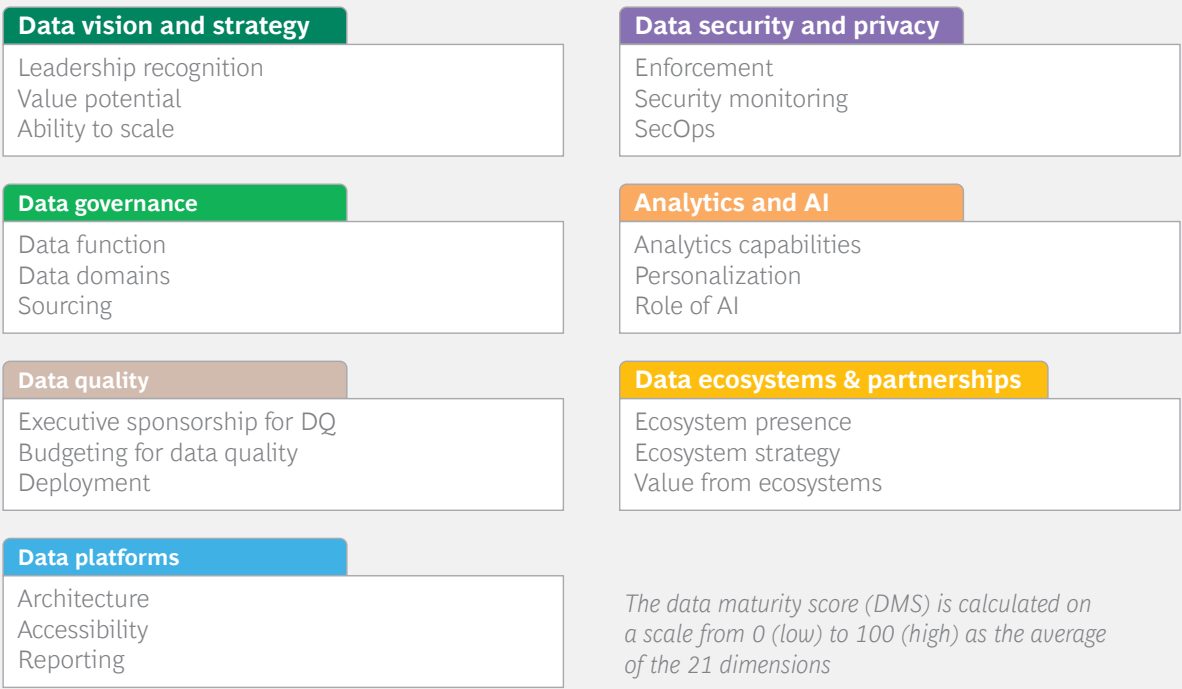 Data vision and strategy
Leadership recognition
Value potential
Ability to scale
Data governance
Data function
Data domains
Sourcing
Data quality
Executive sponsorship for DQ
Budgeting for data quality
Deployment
Data platforms
Architecture
Accessibility
Reporting
Data security and privacy
Enforcement
Security monitoring
SecOps
Analytics and AI
Analytics capabilities
Personalization
Role of AI
Data ecosystems & partnerships
Ecosystem presence
Ecosystem strategy
Value from ecosystems
The data maturity score (DMS) is calculated on
a scale from 0 (low) to 100 (high) as the average
of the 21 dimensions